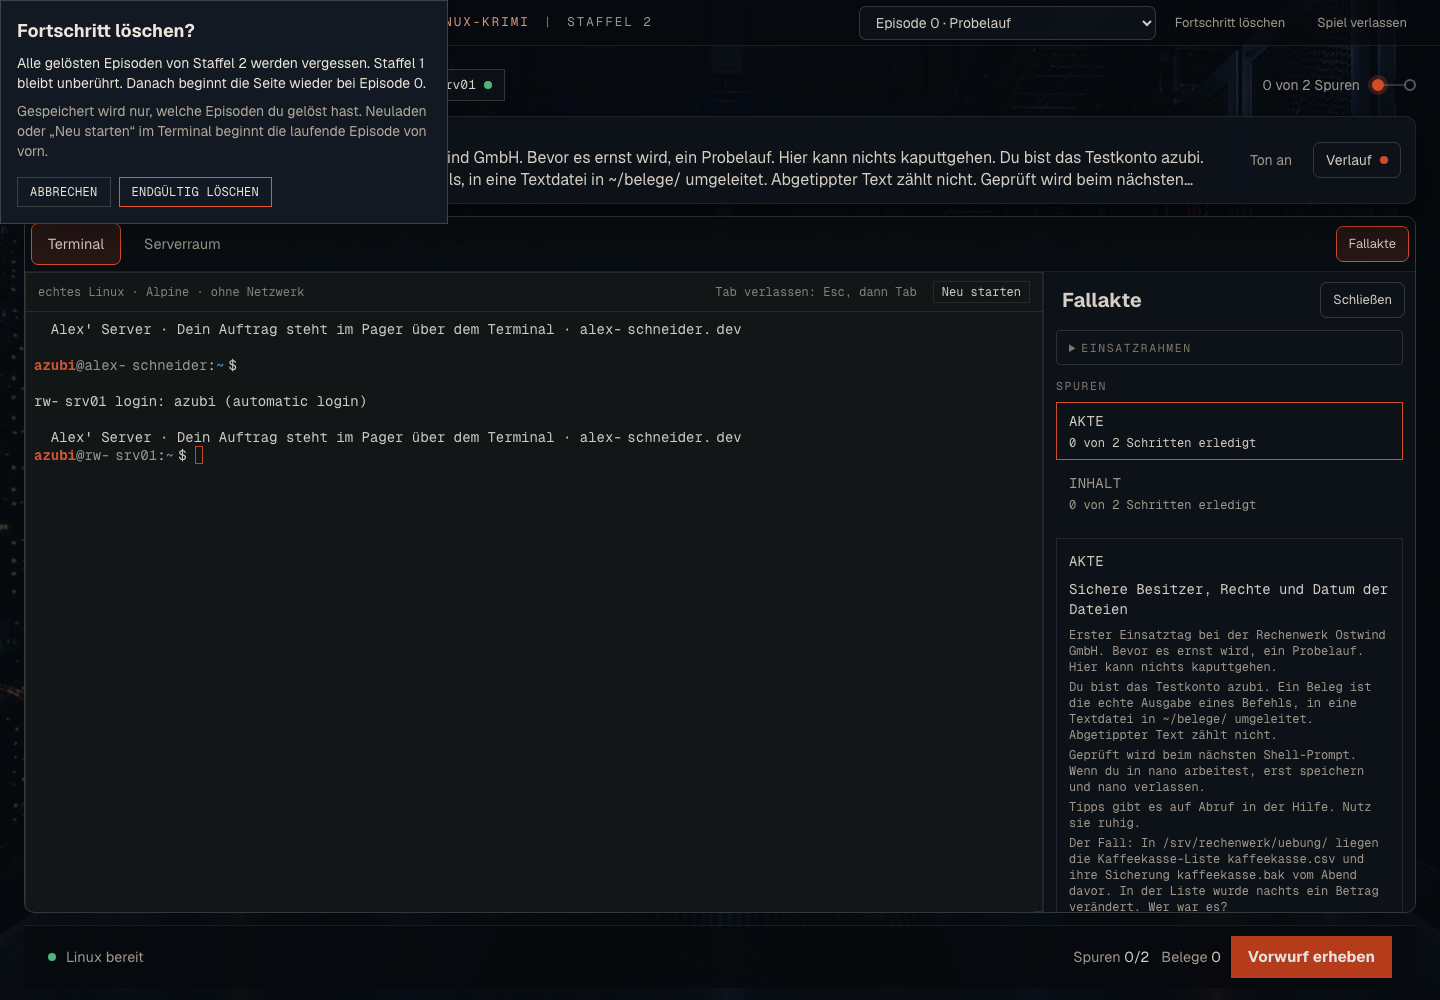 Fortschritt löschen?
Alle gelösten Episoden von Staffel 2 werden vergessen. Staffel 1
bleibt unberührt. Danach beginnt die Seite wieder bei Episode 0.
Gespeichert wird nur, welche Episoden du gelöst hast. Neuladen
oder „Neu starten“ im Terminal beginnt die laufende Episode von
vorn.
ABBRECHEN
ENDGÜLTIG LÖSCHEN
NUX-KRIMI | STAFFEL 2
Episode 0 · Probelauf
Fortschritt löschen
Spiel verlassen
rv01
0 von 2 Spuren
ind GmbH. Bevor es ernst wird, ein Probelauf. Hier kann nichts kaputtgehen. Du bist das Testkonto azubi.
ls, in eine Textdatei in ~/belege/ umgeleitet. Abgetippter Text zählt nicht. Geprüft wird beim nächsten…
Ton an
Verlauf
Terminal
Serverraum
Fallakte
echtes Linux · Alpine · ohne Netzwerk
Tab verlassen: Esc, dann Tab
Neu starten
Alex' Server · Dein Auftrag steht im Pager über dem Terminal · alex-schneider.dev
azubi@alex-schneider:~$
rw-srv01 login: azubi (automatic login)
Alex' Server · Dein Auftrag steht im Pager über dem Terminal · alex-schneider.dev
azubi@rw-srv01:~$
Fallakte
Schließen
EINSATZRAHMEN
SPUREN
AKTE
0 von 2 Schritten erledigt
INHALT
0 von 2 Schritten erledigt
AKTE
Sichere Besitzer, Rechte und Datum der
Dateien
Erster Einsatztag bei der Rechenwerk Ostwind
GmbH. Bevor es ernst wird, ein Probelauf.
Hier kann nichts kaputtgehen.
Du bist das Testkonto azubi. Ein Beleg ist
die echte Ausgabe eines Befehls, in eine
Textdatei in ~/belege/ umgeleitet.
Abgetippter Text zählt nicht.
Geprüft wird beim nächsten Shell-Prompt.
Wenn du in nano arbeitest, erst speichern
und nano verlassen.
Tipps gibt es auf Abruf in der Hilfe. Nutz
sie ruhig.
Der Fall: In /srv/rechenwerk/uebung/ liegen
die Kaffeekasse-Liste kaffeekasse.csv und
ihre Sicherung kaffeekasse.bak vom Abend
davor. In der Liste wurde nachts ein Betrag
verändert. Wer war es?
Linux bereit
Spuren 0/2
Belege 0
Vorwurf erheben